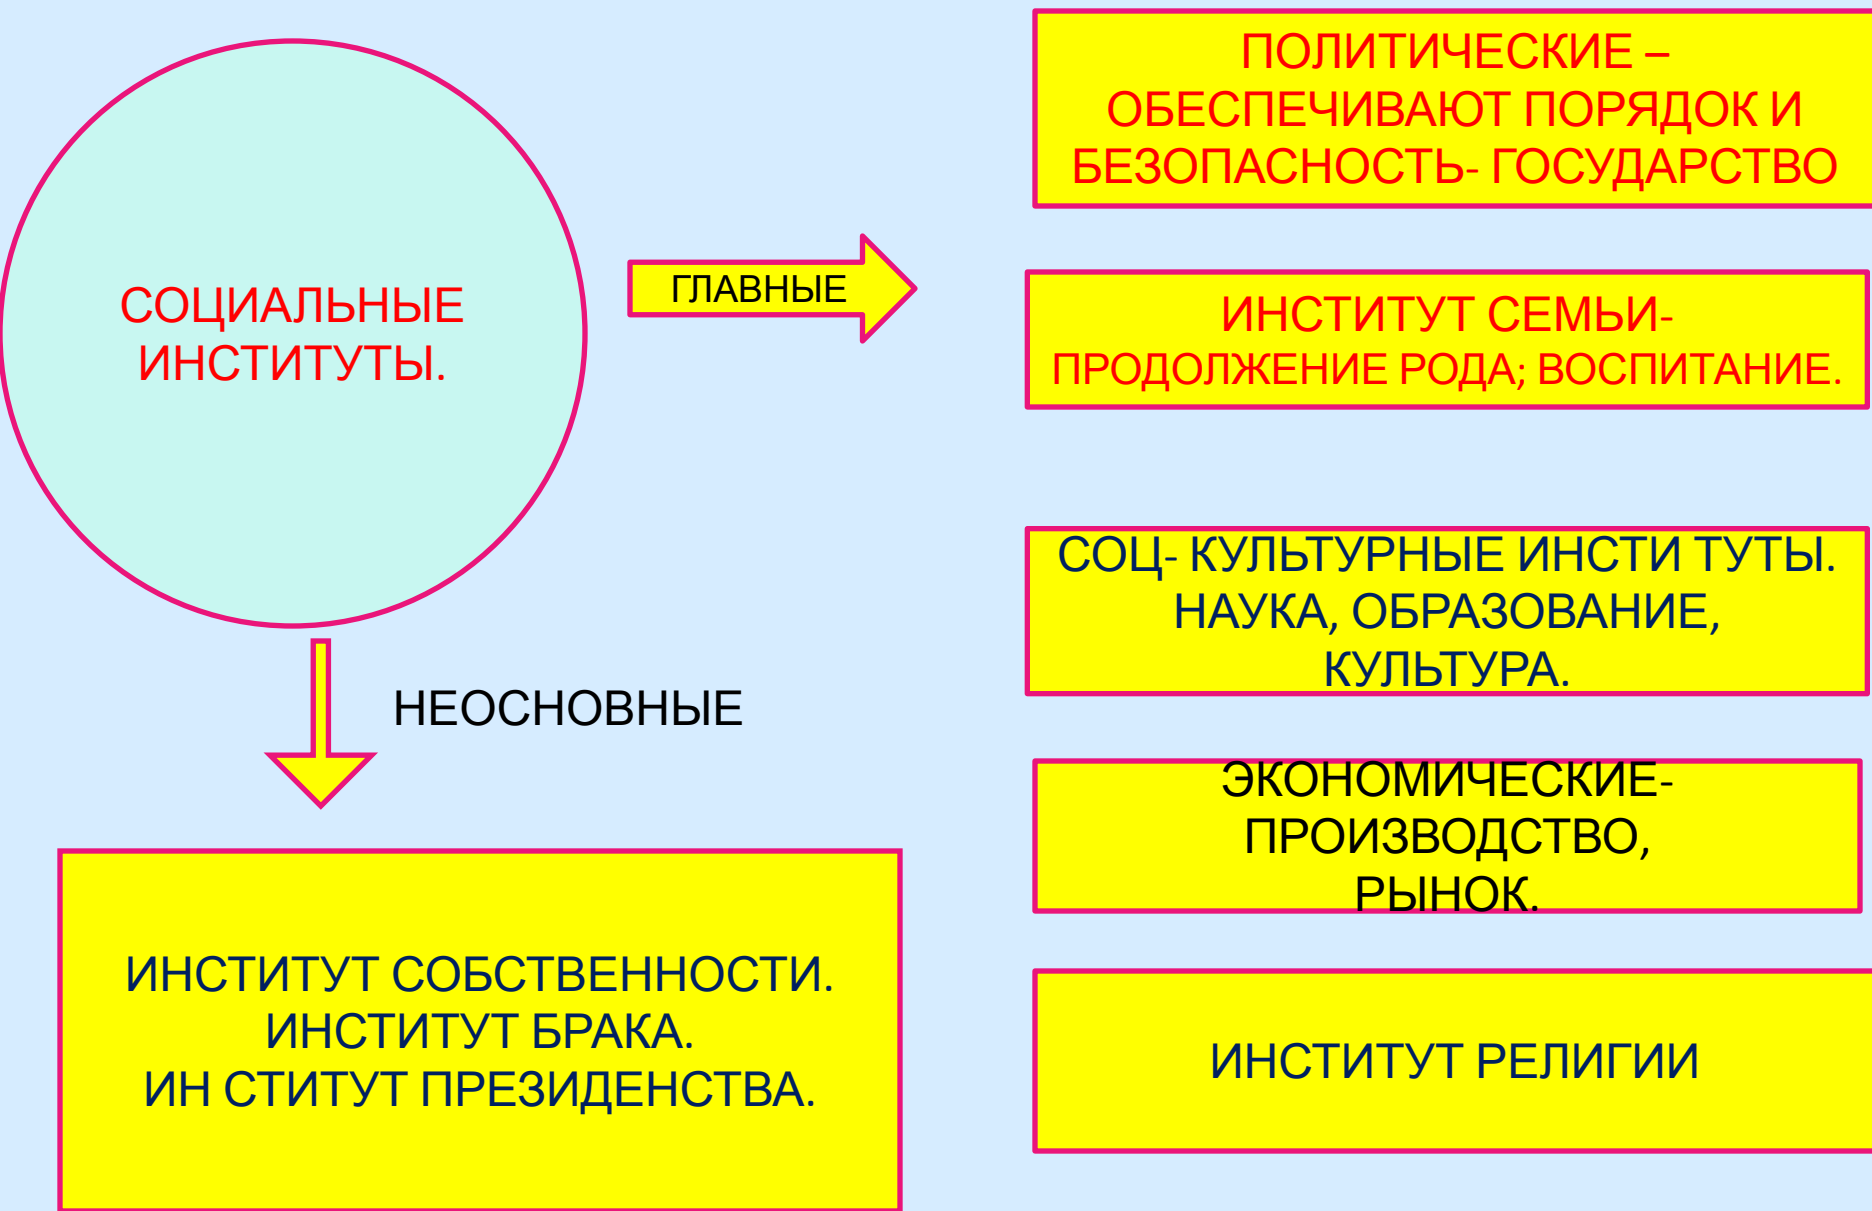 СОЦИАЛЬНЫЕ
ИНСТИТУТЫ.
ГЛАВНЫЕ
ПОЛИТИЧЕСКИЕ –
ОБЕСПЕЧИВАЮТ ПОРЯДОК И
БЕЗОПАСНОСТЬ- ГОСУДАРСТВО
ИНСТИТУТ СЕМЬИ-
ПРОДОЛЖЕНИЕ РОДА; ВОСПИТАНИЕ.
СОЦ- КУЛЬТУРНЫЕ ИНСТИ ТУТЫ.
НАУКА, ОБРАЗОВАНИЕ,
КУЛЬТУРА.
ЭКОНОМИЧЕСКИЕ-
ПРОИЗВОДСТВО,
РЫНОК.
ИНСТИТУТ РЕЛИГИИ
НЕОСНОВНЫЕ
ИНСТИТУТ СОБСТВЕННОСТИ.
ИНСТИТУТ БРАКА.
ИН СТИТУТ ПРЕЗИДЕНСТВА.